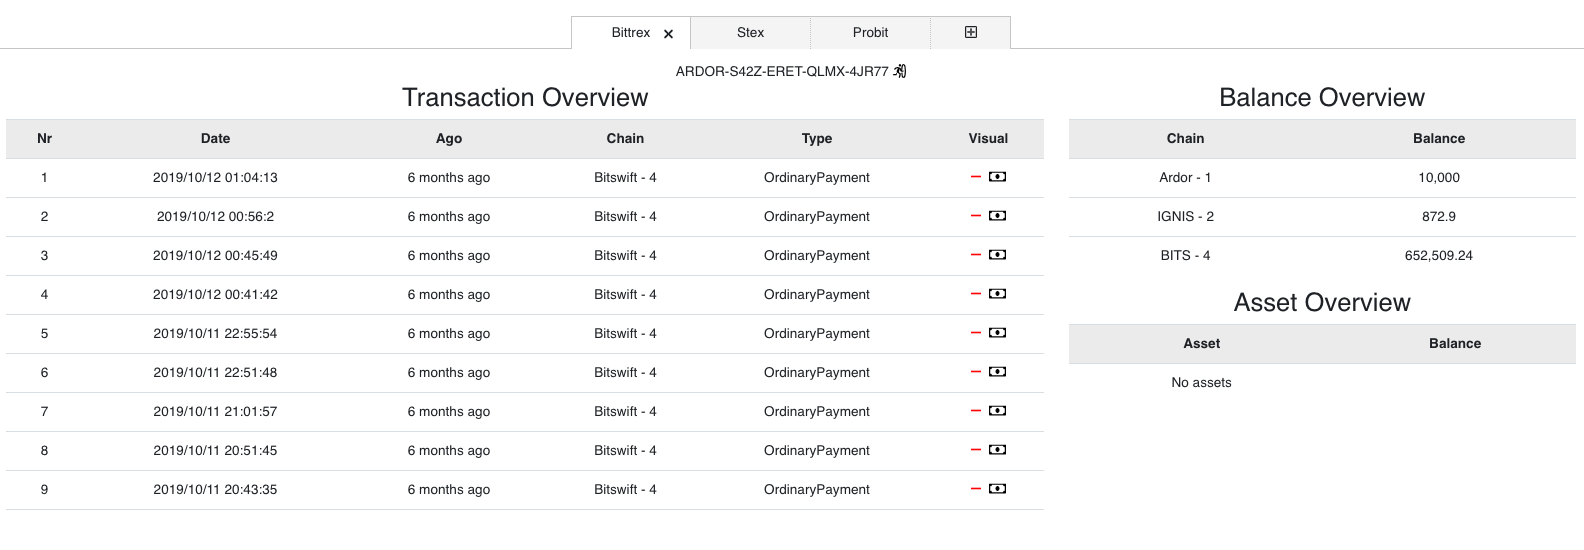 Bittrex Stex Probit
ARDOR-S42Z-ERET-QLMX-4JR77
Transaction Overview
Nr Date Ago Chain Type Visual
1 2019/10/12 01:04:13 6 months ago Bitswift - 4 OrdinaryPayment
2 2019/10/12 00:56:2 6 months ago Bitswift - 4 OrdinaryPayment
3 2019/10/12 00:45:49 6 months ago Bitswift - 4 OrdinaryPayment
4 2019/10/12 00:41:42 6 months ago Bitswift - 4 OrdinaryPayment
5 2019/10/11 22:55:54 6 months ago Bitswift - 4 OrdinaryPayment
6 2019/10/11 22:51:48 6 months ago Bitswift - 4 OrdinaryPayment
7 2019/10/11 21:01:57 6 months ago Bitswift - 4 OrdinaryPayment
8 2019/10/11 20:51:45 6 months ago Bitswift - 4 OrdinaryPayment
9 2019/10/11 20:43:35 6 months ago Bitswift - 4 OrdinaryPayment
Balance Overview
Chain Balance
Ardor - 1 10,000
IGNIS - 2 872.9
BITS - 4 652,509.24
Asset Overview
Asset Balance
No assets